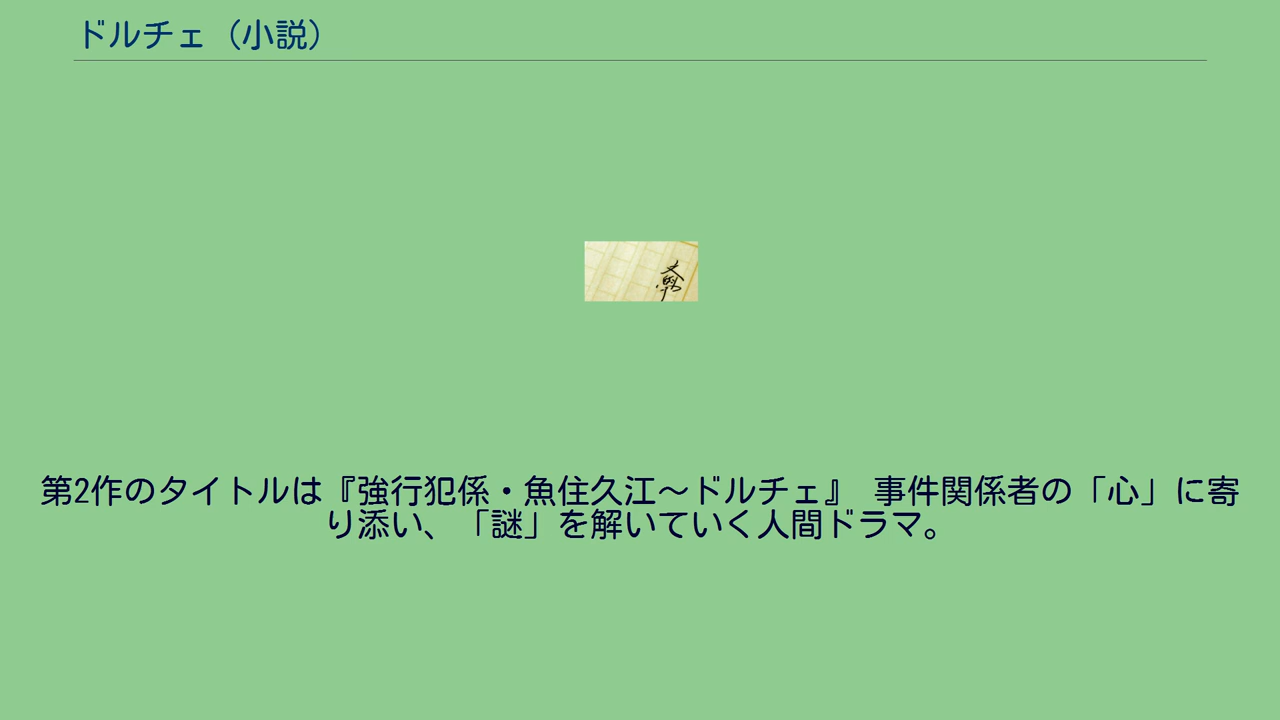 ドルチェ（小説）
第2作のタイトルは『強行犯係・魚住久江～ドルチェ』 事件関係者の「心」に寄
り添い、「謎」を解いていく人間ドラマ。